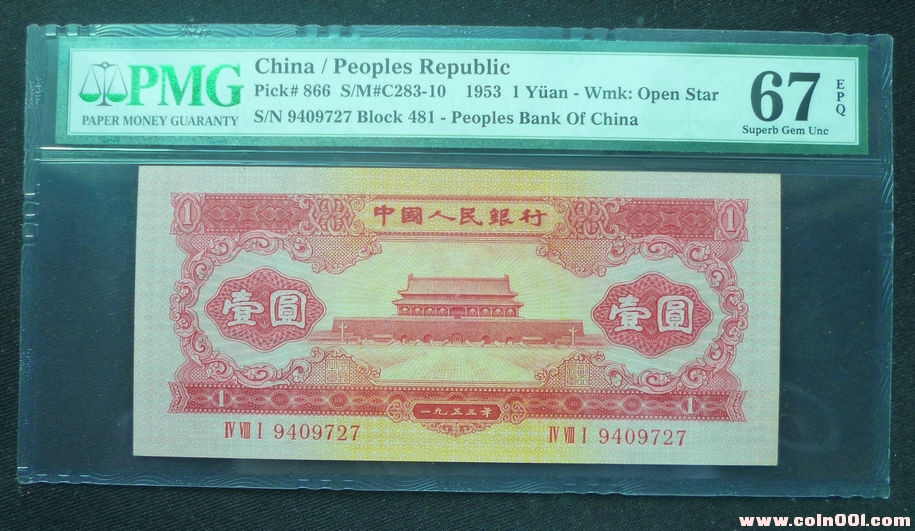 PMG
PAPER MONEY GUARANTY
China / Peoples Republic
Pick# 866 S/M#C283-10 1953 1 Yüan - Wmk: Open Star
S/N 9409727 Block 481 - Peoples Bank Of China
67 EPQ
Superb Gem Unc
1 中國人民銀行 1
壹圓 壹圓
1 一九五三年 1
IV VIII I 9409727 IV VIII I 9409727
www.coin001.com